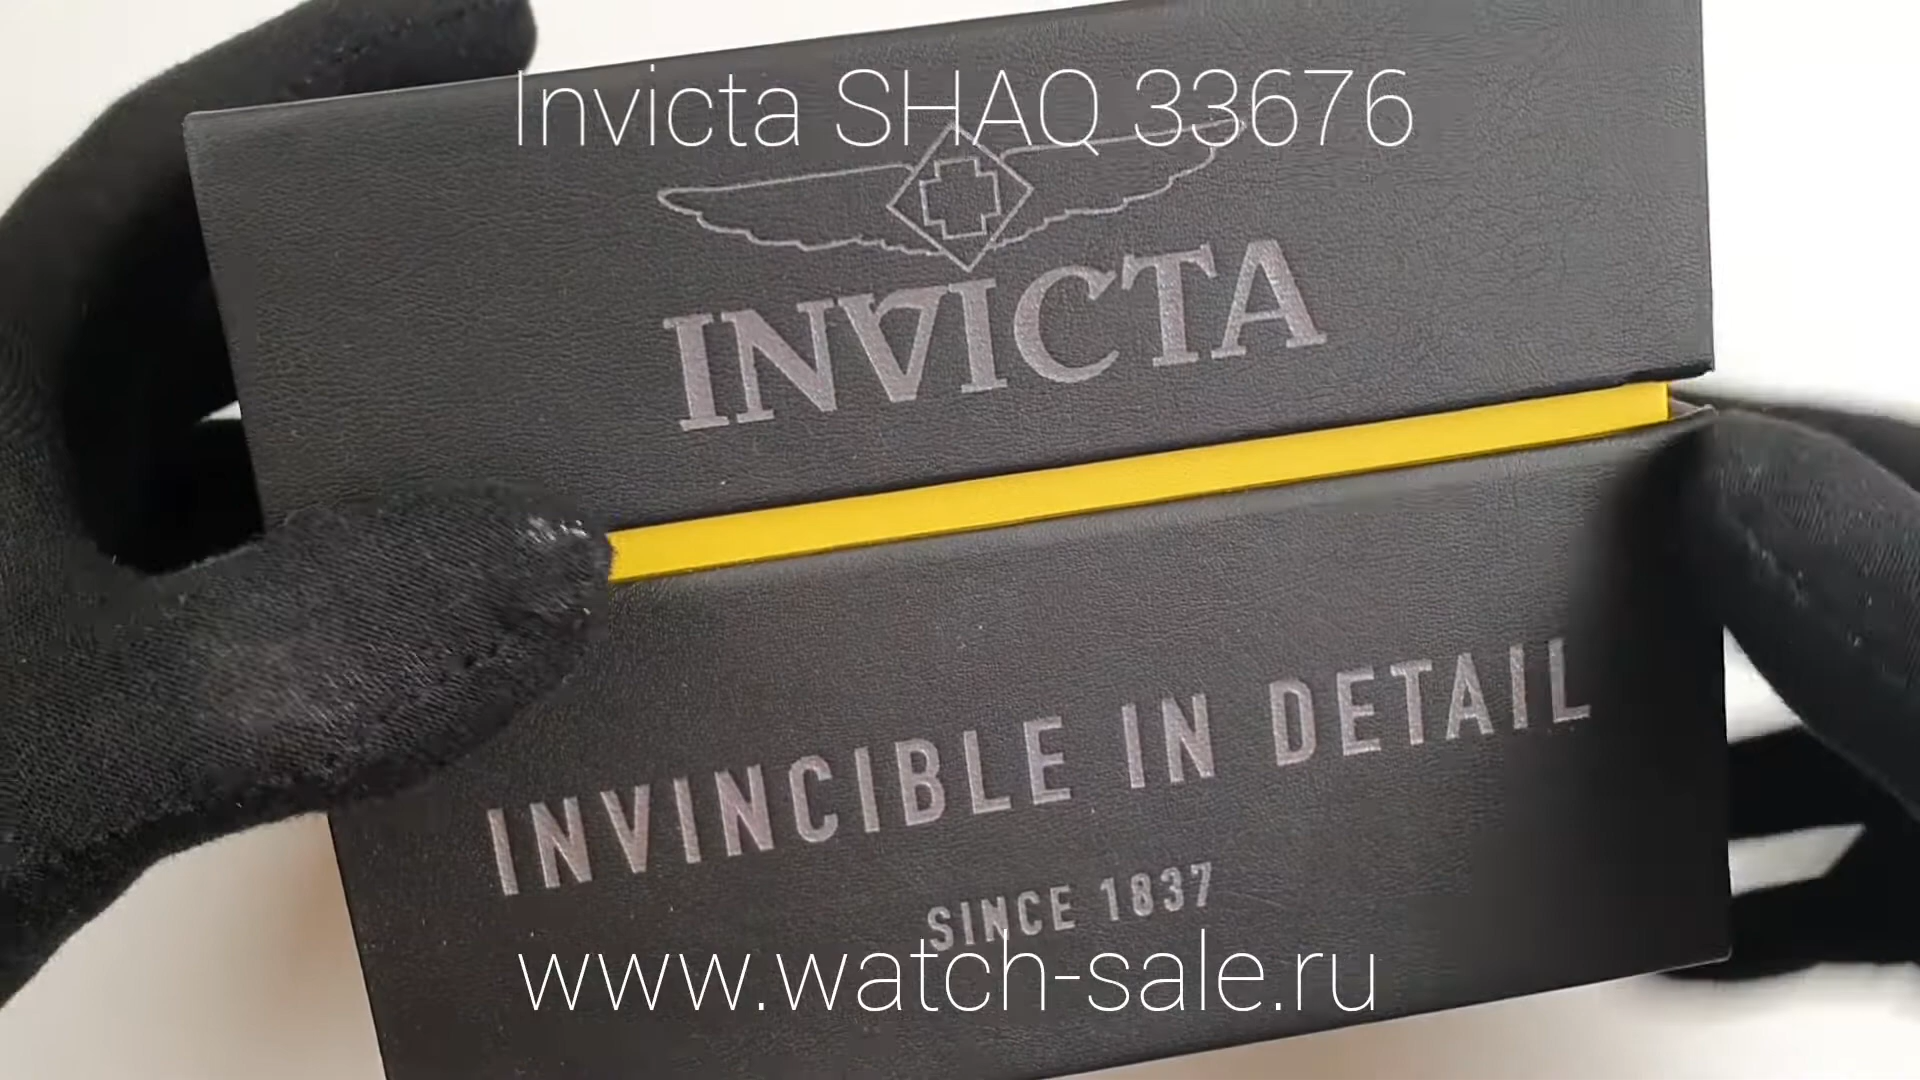 Invicta SHAQ 33676
INVICTA
INVINCIBLE IN DETAIL
SINCE 1837
www.watch-sale.ru